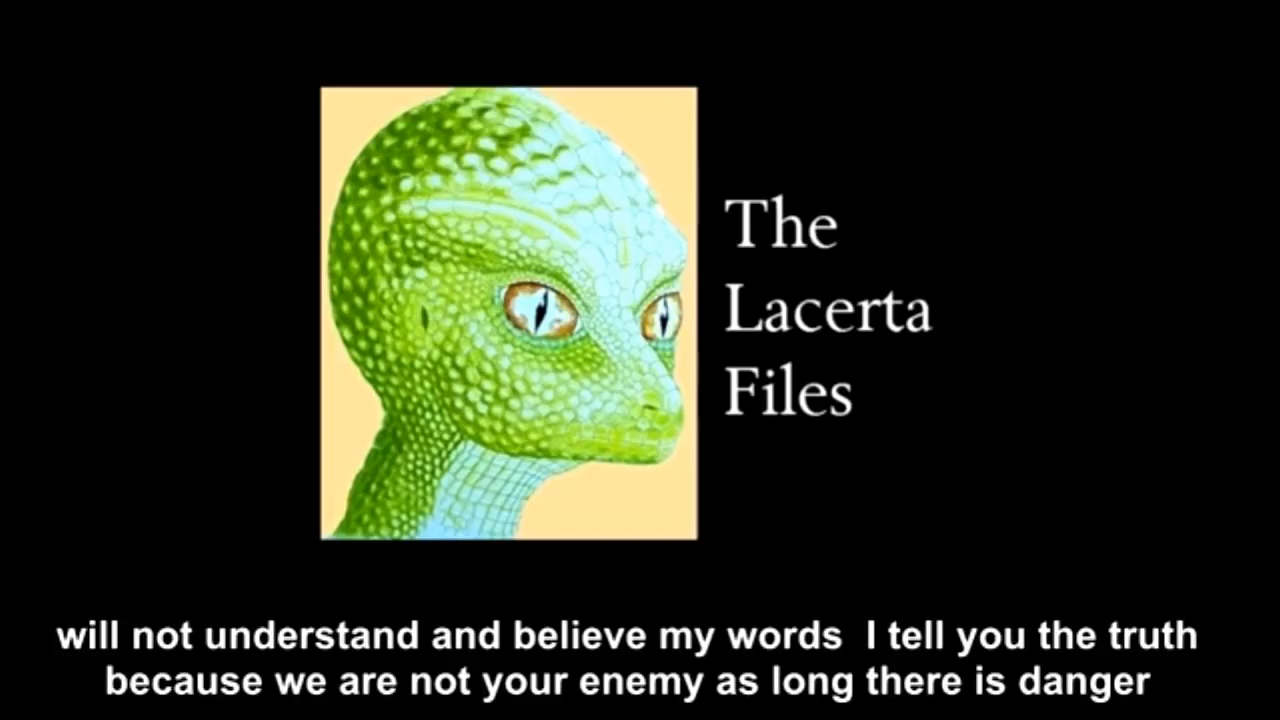 The
Lacerta
Files
will not understand and believe my words  I tell you the truth
because we are not your enemy as long there is danger